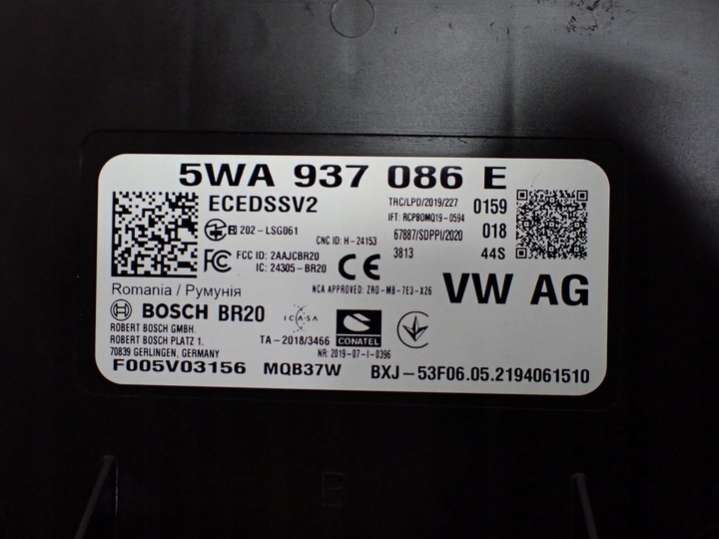 5WA 937 086 E
ECEDSSV2
THC/LPD/2019/227 0159
IFT: RCPBOMQ19-0594
202-LSG061
67887/SDPPI/2020 018
CNC ID: H-24153
3813 44S
FC FCC ID: 2AAJCBR20
IC: 24305-BR20
CE
Romania / Румунія
NCA APPROVED: ZRO-M8-7E3-X26
VW AG
BOSCH BR20
ICASA
ROBERT BOSCH GMBH.
ROBERT BOSCH PLATZ 1.
TA-2018/3466
CONATEL
70839 GERLINGEN, GERMANY
NR: 2019-07-I-0396
F005V03156 MQB37W BXJ-53F06.05.2194061510